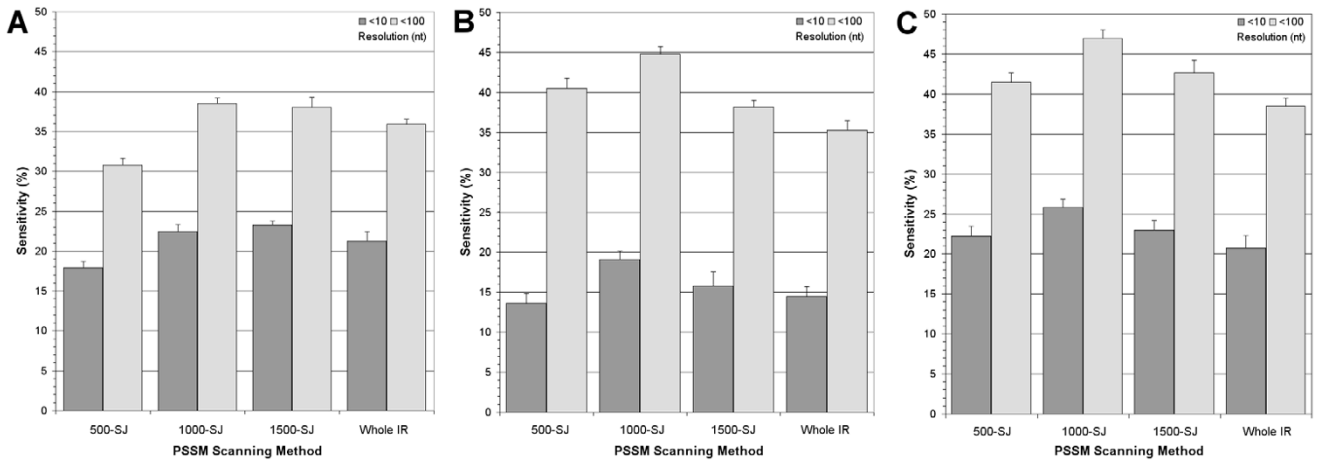 A
<10 <100
Resolution (nt)
50
45
40
35
30
25
20
15
10
5
0
Sensitivity (%)
500-SJ 1000-SJ 1500-SJ Whole IR
PSSM Scanning Method
B
<10 <100
Resolution (nt)
50
45
40
35
30
25
20
15
10
5
0
Sensitivity (%)
500-SJ 1000-SJ 1500-SJ Whole IR
PSSM Scanning Method
C
<10 <100
Resolution (nt)
50
45
40
35
30
25
20
15
10
5
0
Sensitivity (%)
500-SJ 1000-SJ 1500-SJ Whole IR
PSSM Scanning Method